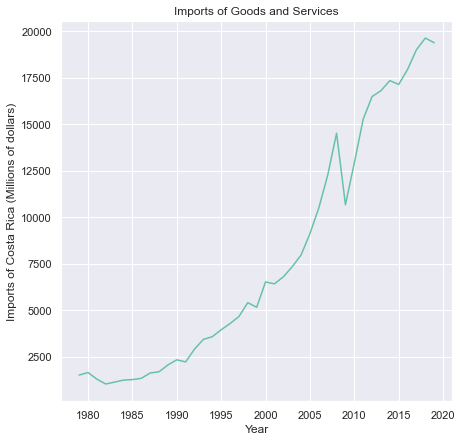 Imports of Goods and Services
Imports of Costa Rica (Millions of dollars)
20000
17500
15000
12500
10000
7500
5000
2500
1980 1985 1990 1995 2000 2005 2010 2015 2020
Year